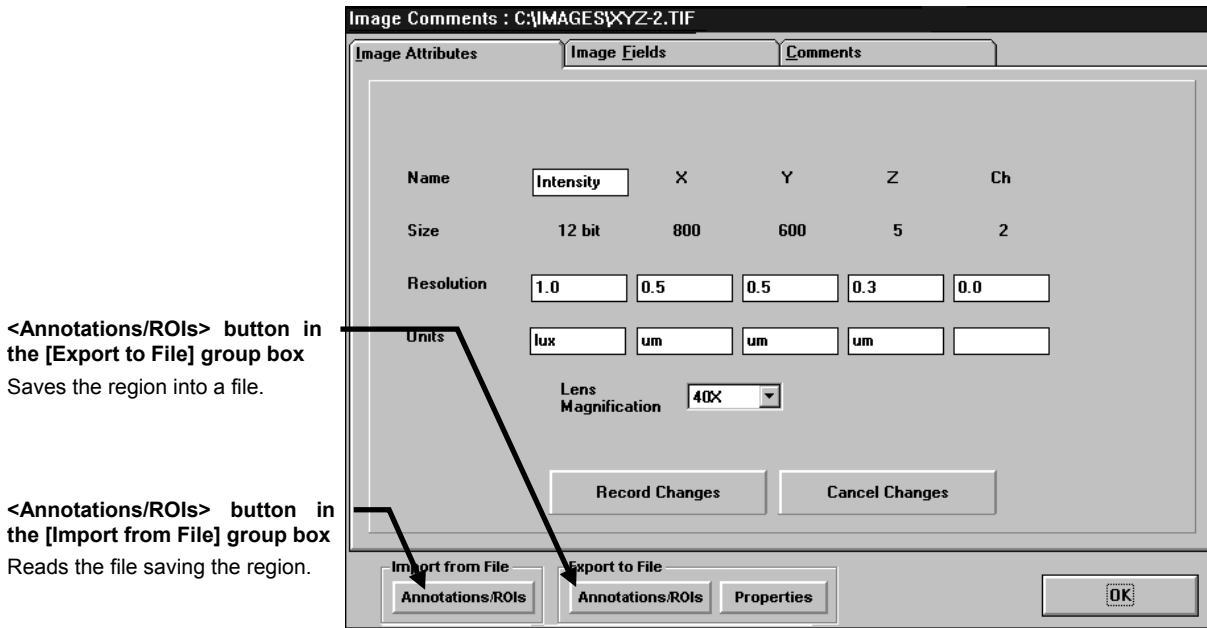 Image Comments : C:\IMAGES\XYZ-2.TIF
Image Attributes Image Fields Comments
Name Intensity X Y Z Ch
Size 12 bit 800 600 5 2
Resolution 1.0 0.5 0.5 0.3 0.0
Units lux um um um
Lens
Magnification 40X
Record Changes Cancel Changes
Import from File Export to File
Annotations/ROIs Annotations/ROIs Properties OK
<Annotations/ROIs> button in
the [Export to File] group box
Saves the region into a file.
<Annotations/ROIs> button in
the [Import from File] group box
Reads the file saving the region.